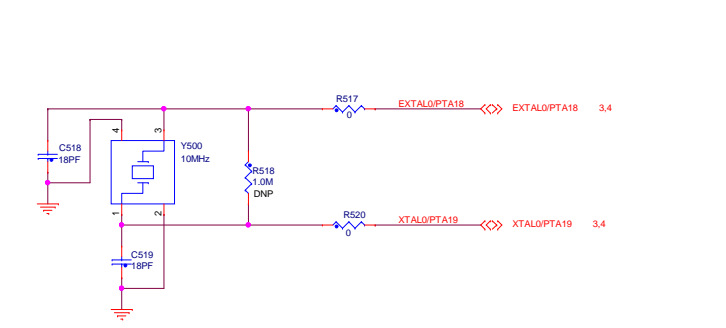 R517
0
EXTAL0/PTA18
EXTAL0/PTA18 3,4
4
3
C518
18PF
Y500
10MHz
R518
1.0M
DNP
1
2
R520
0
XTAL0/PTA19
XTAL0/PTA19 3,4
C519
18PF